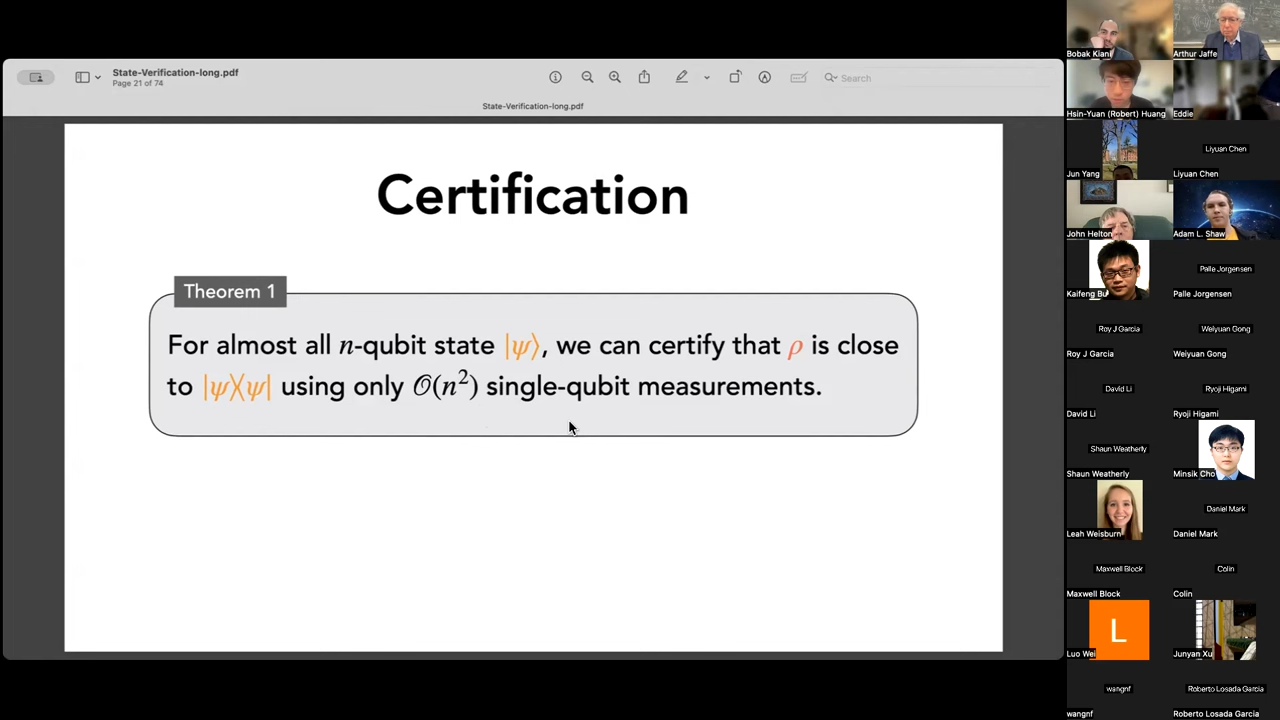 State-Verification-long.pdf
Page 21 of 74
Search
State-Verification-long.pdf
Certification
Theorem 1
For almost all n-qubit state |ψ⟩, we can certify that ρ is close
to |ψ⟩⟨ψ| using only 𝒪(n²) single-qubit measurements.
Bobak Kiani
Arthur Jaffe
Hsin-Yuan (Robert) Huang
Eddie
Jun Yang
Liyuan Chen
Liyuan Chen
John Helton
Adam L. Shaw
Kaifeng Bu
Palle Jorgensen
Palle Jorgensen
Roy J Garcia
Roy J Garcia
Weiyuan Gong
Weiyuan Gong
David Li
David Li
Ryoji Higami
Ryoji Higami
Shaun Weatherly
Shaun Weatherly
Minsik Cho
Leah Weisburn
Daniel Mark
Daniel Mark
Maxwell Block
Maxwell Block
Colin
Colin
L
Luo Wei
Junyan Xu
wangnf
wangnf
Roberto Losada Garcia
Roberto Losada Garcia